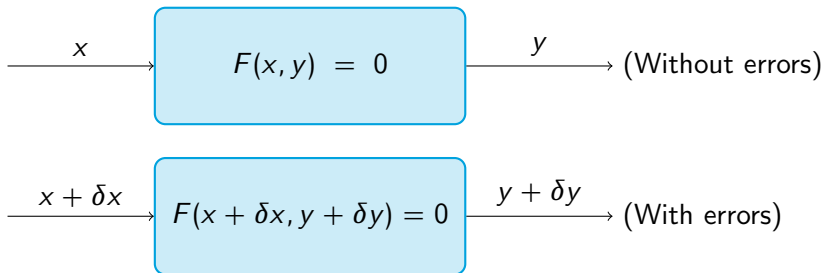 x F(x, y) = 0 y (Without errors)
x + δx F(x + δx, y + δy) = 0 y + δy (With errors)